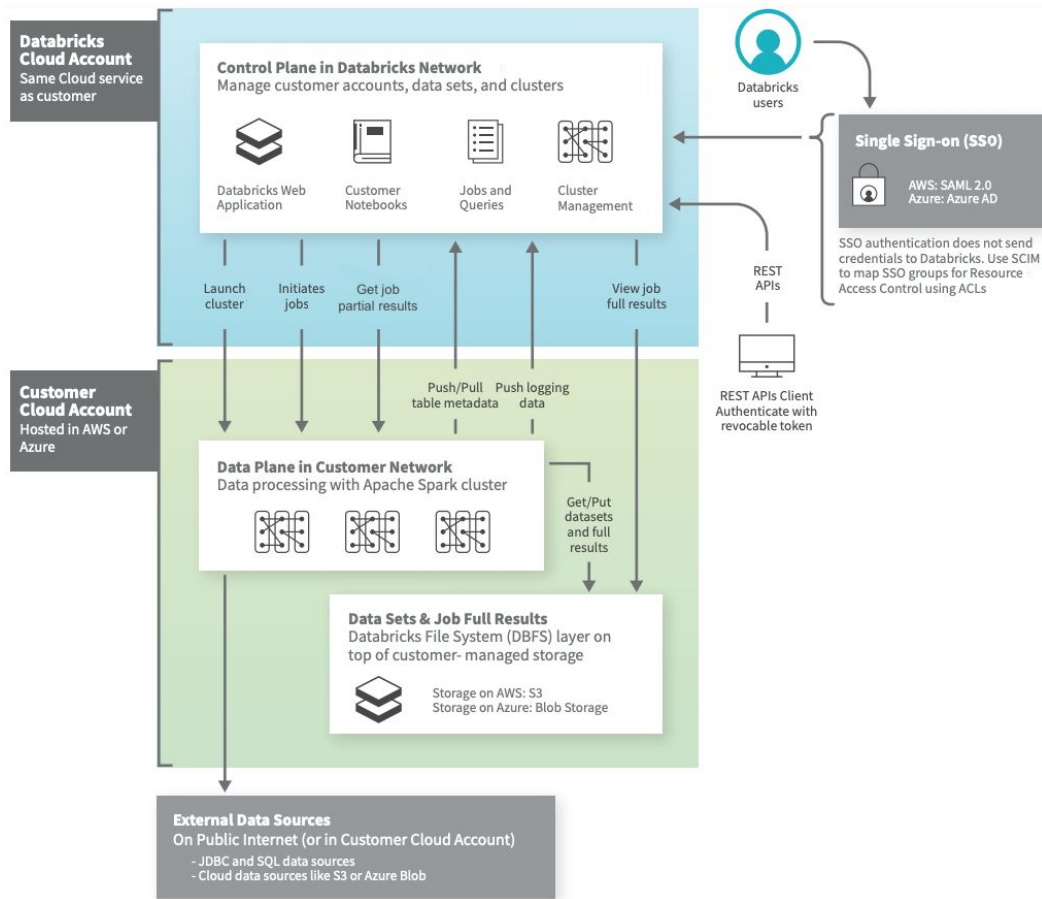 Databricks
Cloud Account
Same Cloud service
as customer
Control Plane in Databricks Network
Manage customer accounts, data sets, and clusters
Databricks Web
Application
Customer
Notebooks
Jobs and
Queries
Cluster
Management
Databricks
users
Single Sign-on (SSO)
AWS: SAML 2.0
Azure: Azure AD
SSO authentication does not send
credentials to Databricks. Use SCIM
to map SSO groups for Resource
Access Control using ACLs
REST
APIs
REST APIs Client
Authenticate with
revocable token
Launch
cluster
Initiates
jobs
Get job
partial results
View job
full results
Push/Pull
table metadata
Push logging
data
Customer
Cloud Account
Hosted in AWS or
Azure
Data Plane in Customer Network
Data processing with Apache Spark cluster
Get/Put
datasets
and full
results
Data Sets & Job Full Results
Databricks File System (DBFS) layer on
top of customer- managed storage
Storage on AWS: S3
Storage on Azure: Blob Storage
External Data Sources
On Public Internet (or in Customer Cloud Account)
- JDBC and SQL data sources
- Cloud data sources like S3 or Azure Blob